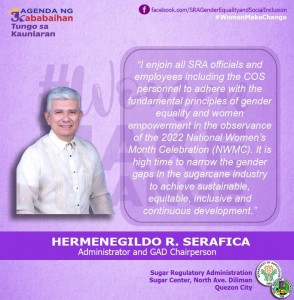 AGENDA NG
Kababaihan
Tungo sa
Kaunlaran
facebook.com/SRAGenderEqualityandSocialInclusion
#WomenMakeChange
"I enjoin all SRA officials and
employees including the COS
personnel to adhere with the
fundamental principles of gender
equality and women
empowerment in the observance
of the 2022 National Women's
Month Celebration (NWMC). It is
high time to narrow the gender
gaps in the sugarcane industry
to achieve sustainable,
equitable, inclusive and
continuous development."
HERMENEGILDO R. SERAFICA
Administrator and GAD Chairperson
Sugar Regulatory Administration
Sugar Center, North Ave. Diliman
Quezon City